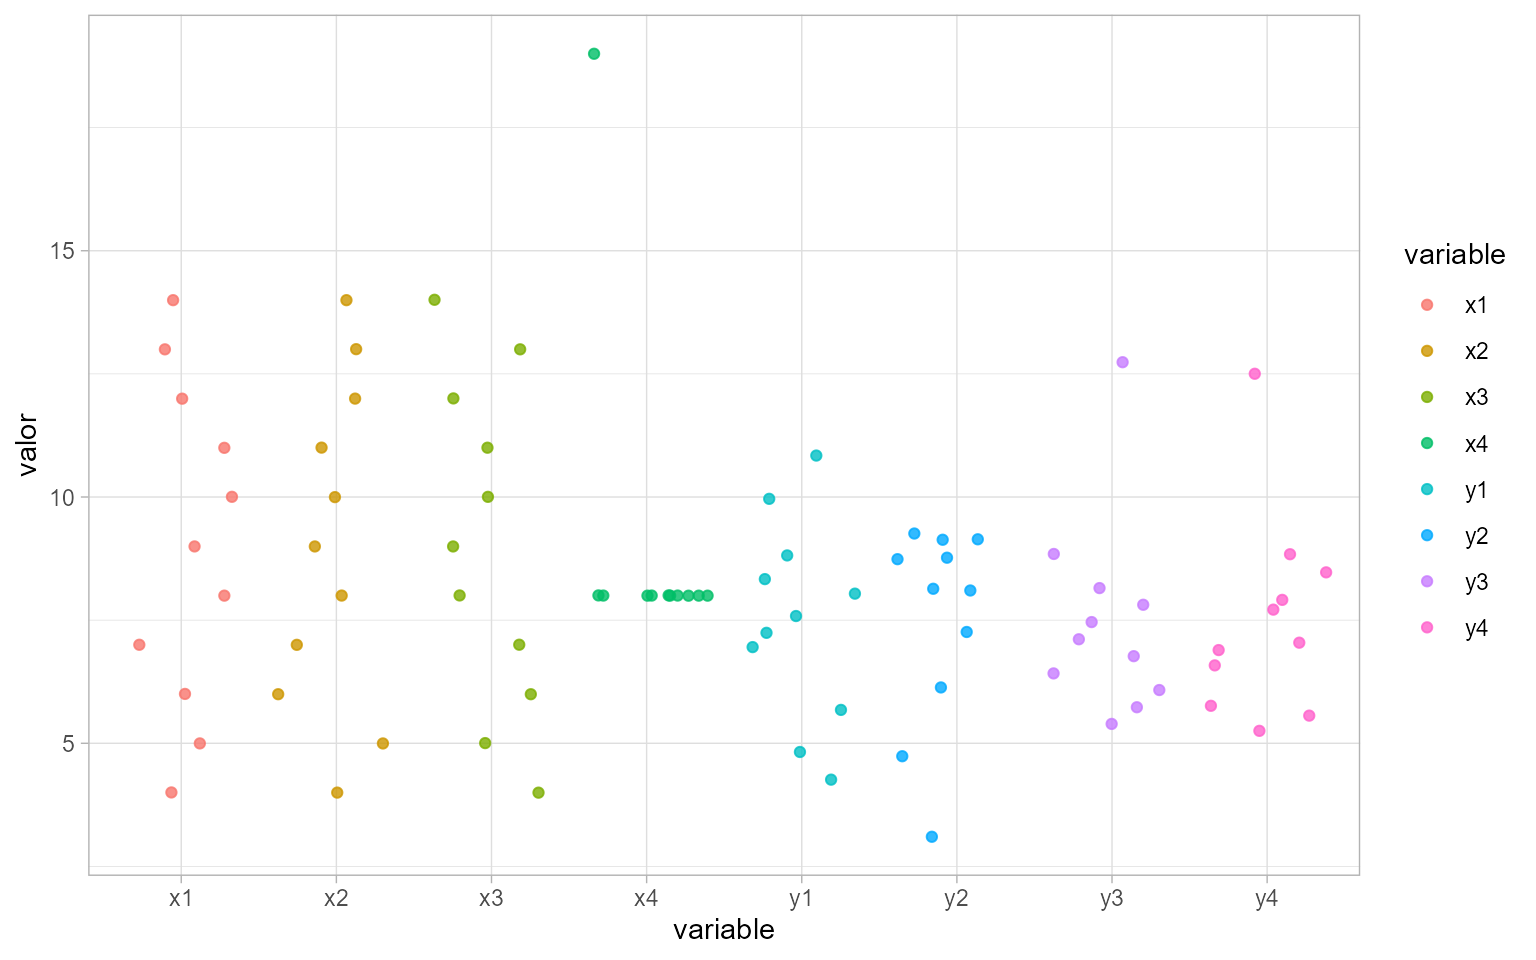 15
10
5
valor
x1 x2 x3 x4 y1 y2 y3 y4
variable
variable
x1
x2
x3
x4
y1
y2
y3
y4